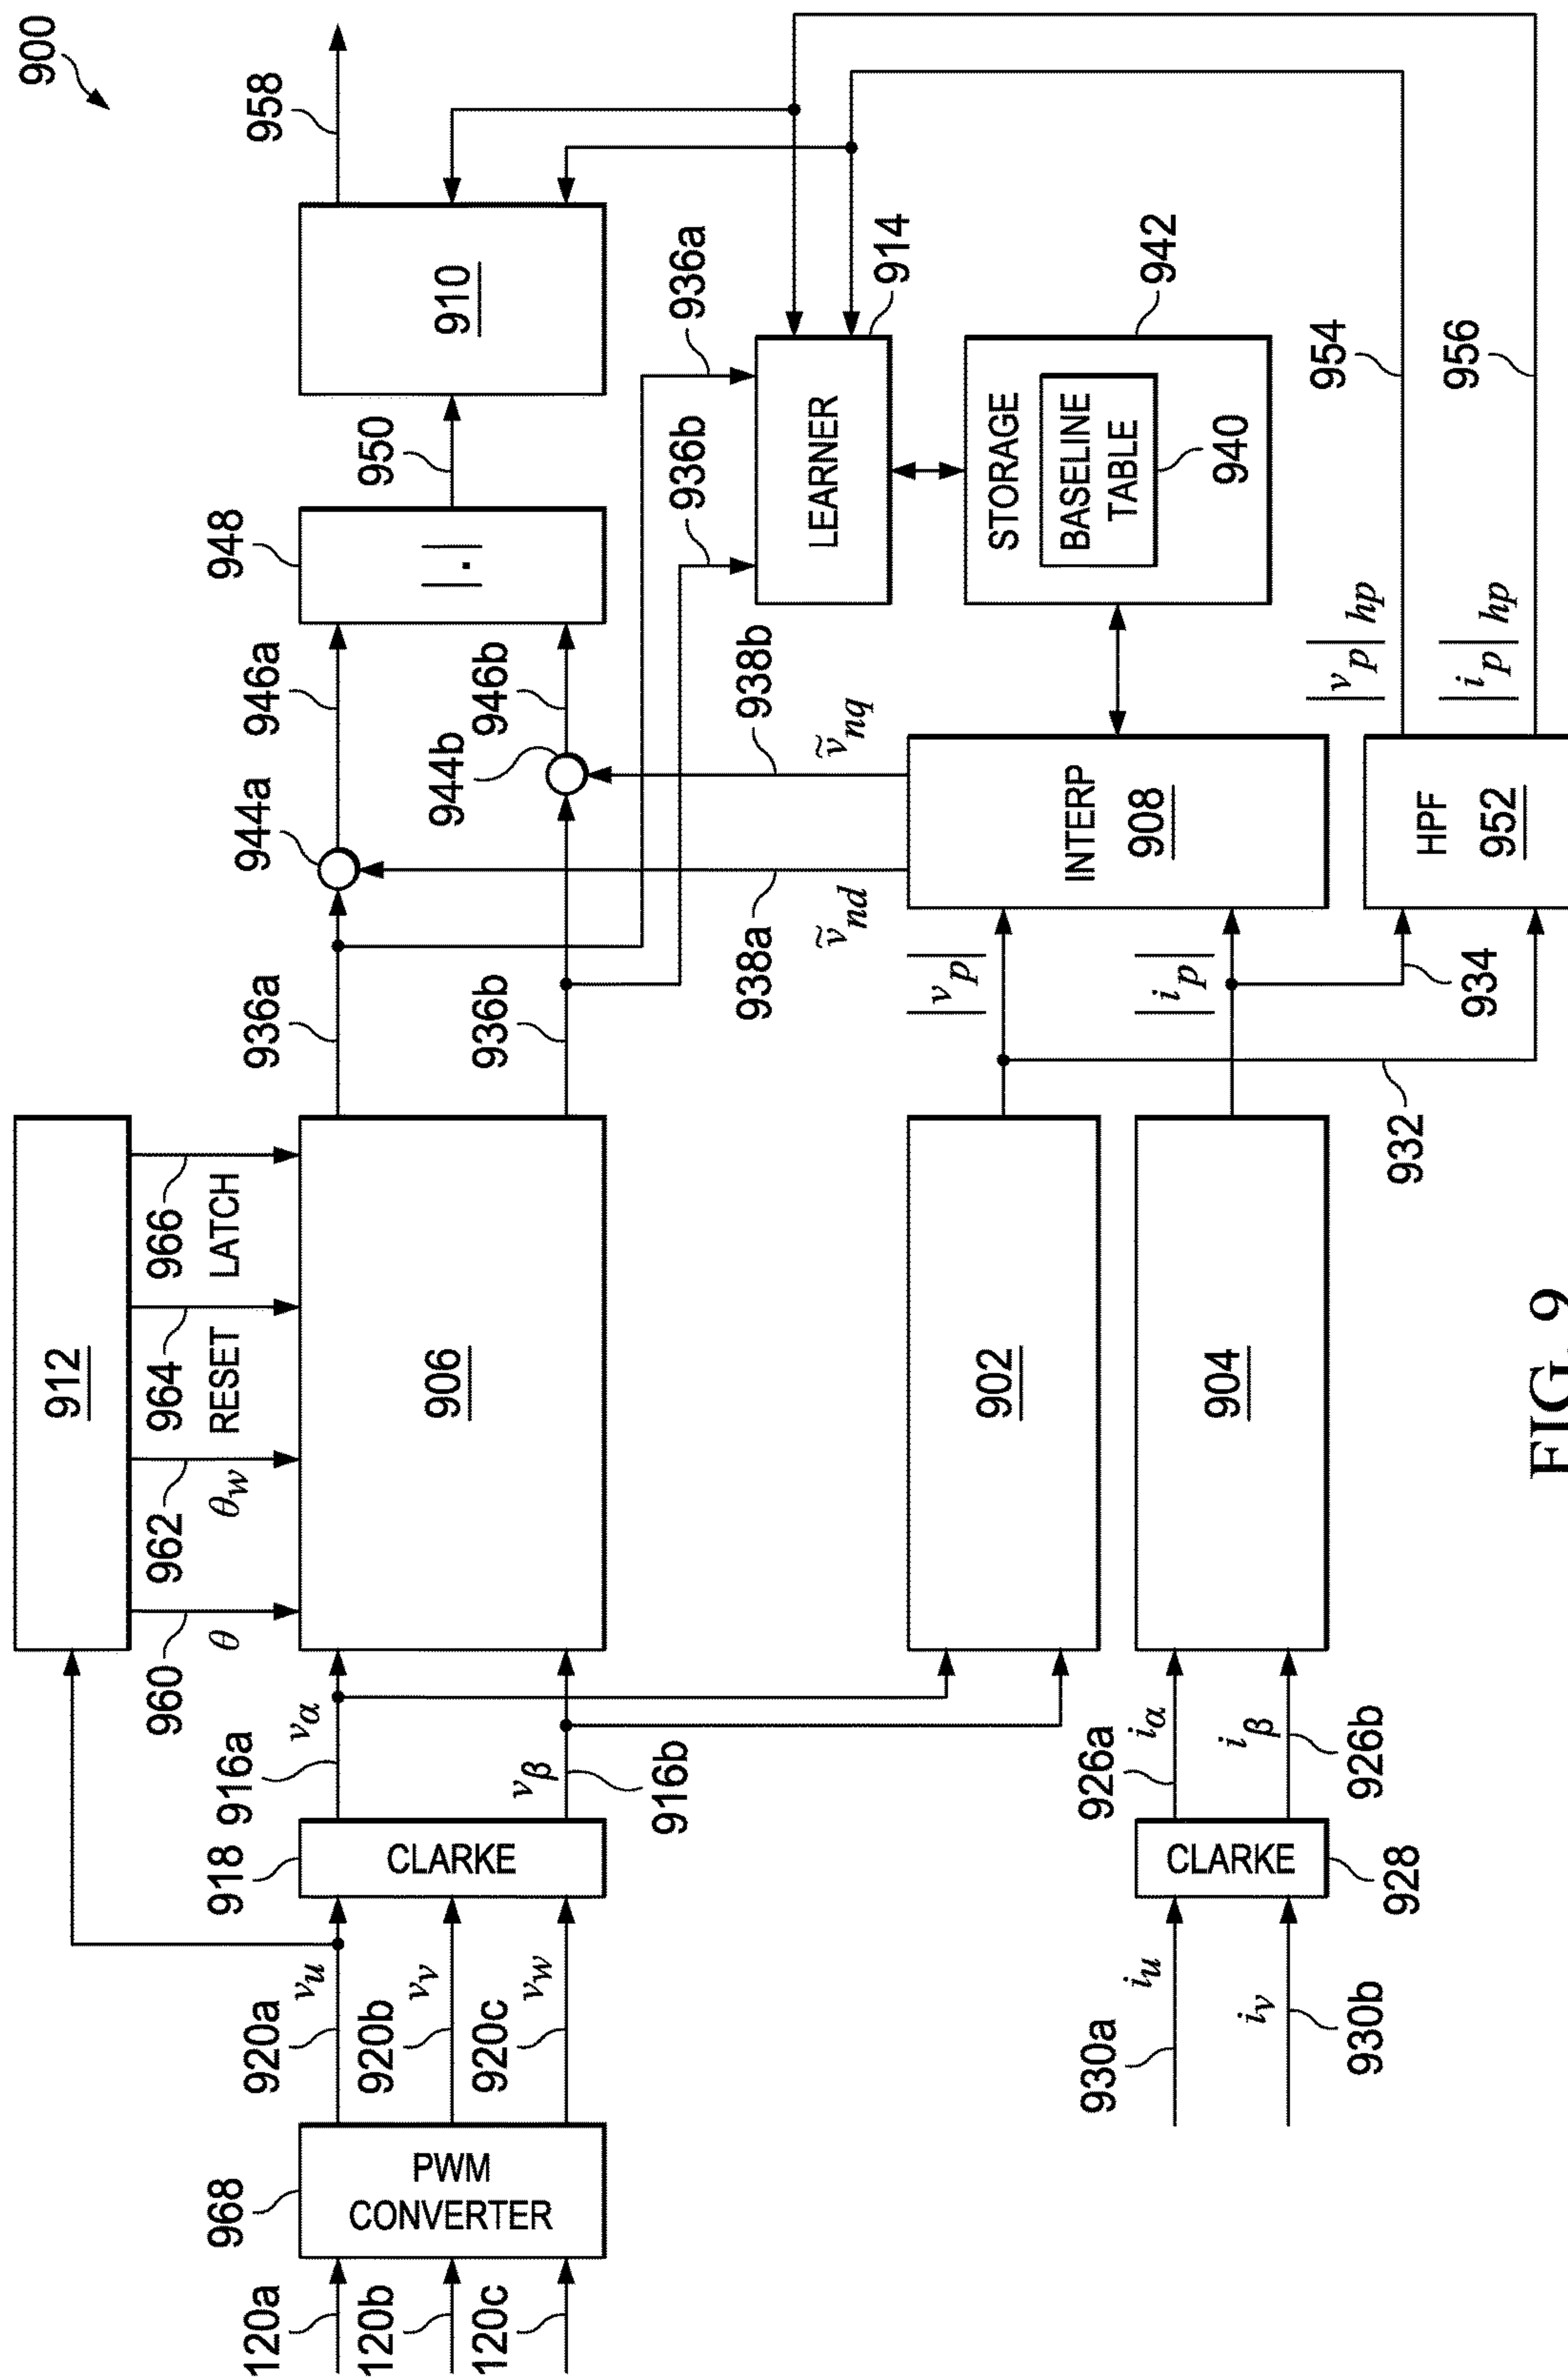 900
912
960
θ
962
θw
964
RESET
966
LATCH
968
PWM
CONVERTER
120a
120b
120c
920a
vu
920b
vv
920c
vw
918
CLARKE
916a
vα
916b
vβ
906
936a
936b
944a
944b
946a
946b
948
|·|
950
910
958
936a
936b
938a
ṽnd
938b
ṽnq
LEARNER
914
STORAGE
BASELINE
TABLE
940
942
930a
iu
930b
iv
CLARKE
928
926a
iα
926b
iβ
902
904
|vp|
|ip|
932
934
INTERP
908
HPF
952
|vp|hp
954
|ip|hp
956
FIG. 9